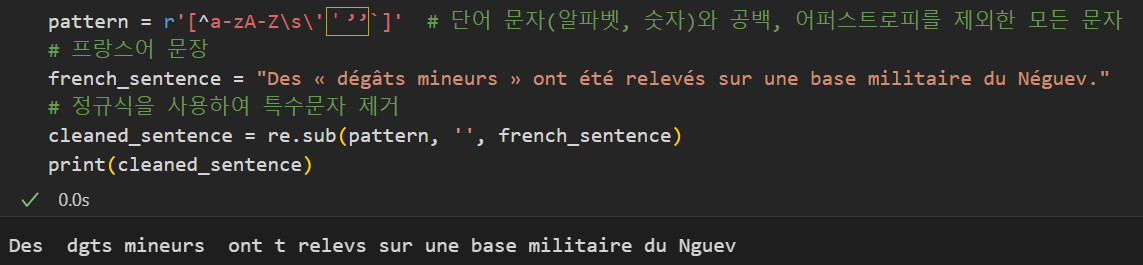 pattern = r'[^a-zA-Z\s\'＇’’`]' # 단어 문자(알파벳, 숫자)와 공백, 어퍼스트로피를 제외한 모든 문자
# 프랑스어 문장
french_sentence = "Des « dégâts mineurs » ont été relevés sur une base militaire du Néguev."
# 정규식을 사용하여 특수문자 제거
cleaned_sentence = re.sub(pattern, '', french_sentence)
print(cleaned_sentence)
0.0s
Des  dgts mineurs  ont t relevs sur une base militaire du Nguev